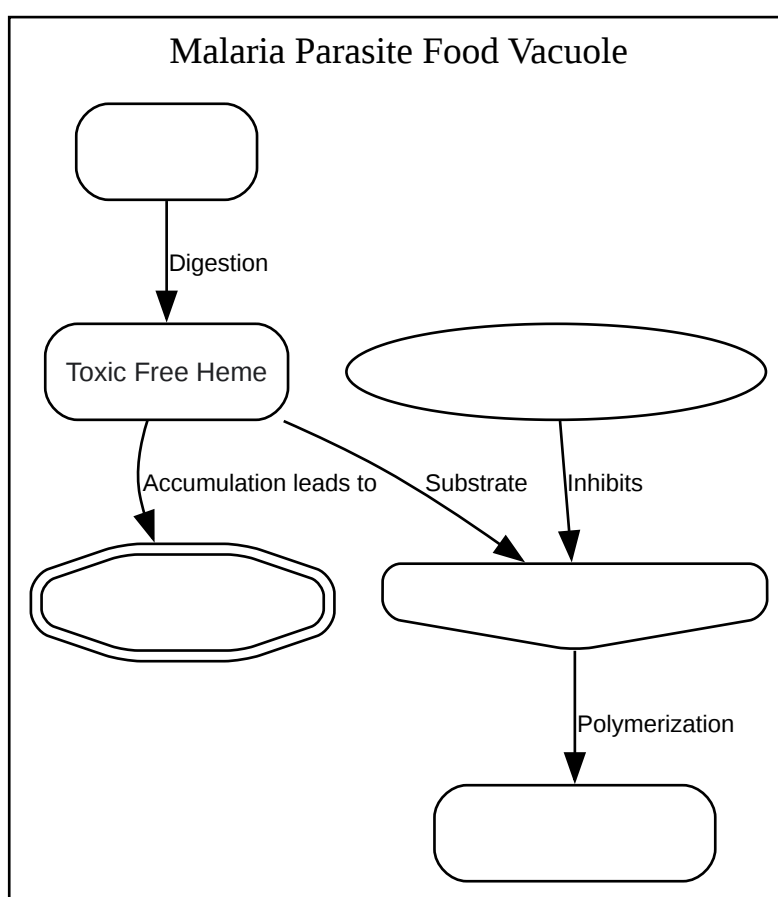 Malaria Parasite Food Vacuole
Digestion
Toxic Free Heme
Accumulation leads to
Substrate
Inhibits
Polymerization